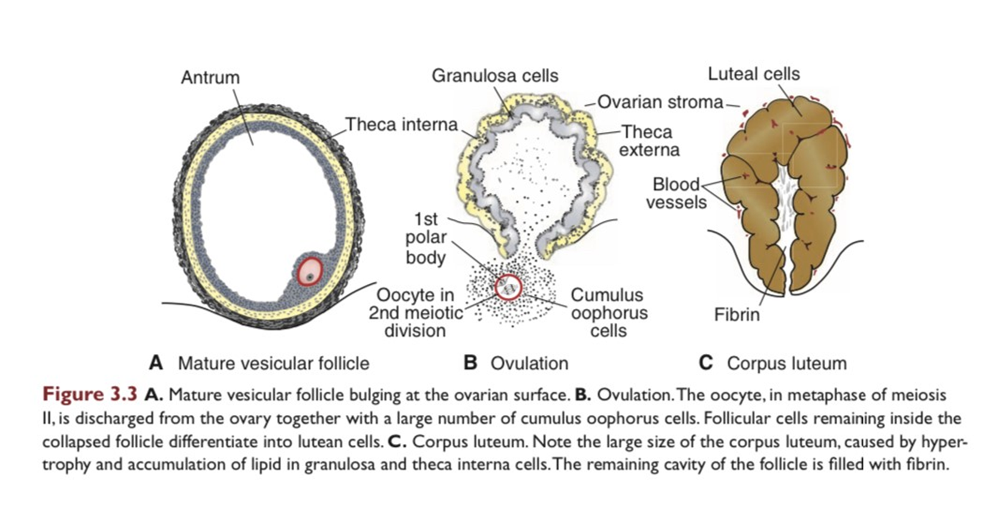 Antrum
Granulosa cells
Luteal cells
Ovarian stroma
Theca interna
Theca
externa
Blood
vessels
1st
polar
body
Oocyte in
2nd meiotic
division
Cumulus
oophorus
cells
Fibrin
A Mature vesicular follicle
B Ovulation
C Corpus luteum
Figure 3.3 A. Mature vesicular follicle bulging at the ovarian surface. B. Ovulation. The oocyte, in metaphase of meiosis
II, is discharged from the ovary together with a large number of cumulus oophorus cells. Follicular cells remaining inside the
collapsed follicle differentiate into lutean cells. C. Corpus luteum. Note the large size of the corpus luteum, caused by hyper-
trophy and accumulation of lipid in granulosa and theca interna cells. The remaining cavity of the follicle is filled with fibrin.